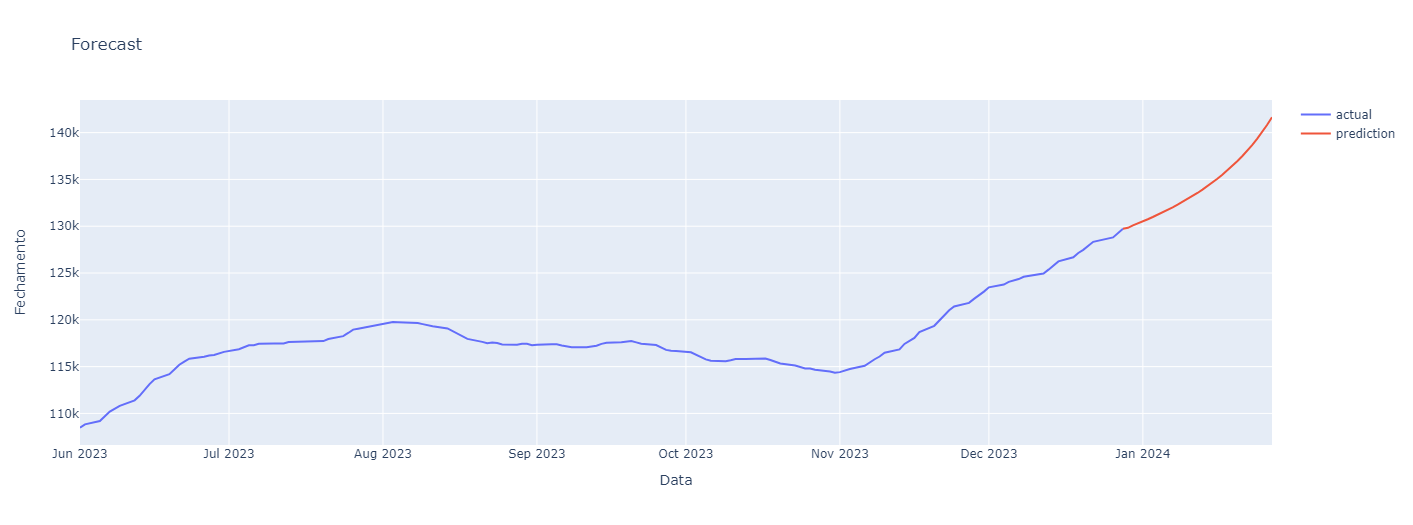 Forecast
actual
prediction
140k
135k
130k
125k
120k
115k
110k
Fechamento
Jun 2023
Jul 2023
Aug 2023
Sep 2023
Oct 2023
Nov 2023
Dec 2023
Jan 2024
Data